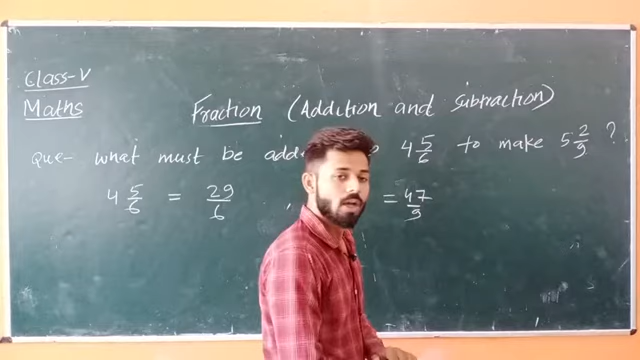 Class-V
Maths
Fraction (Addition and Subtraction)
Que- what must be 4 5/6 to make 5 2/9 ?
4 5/6 = 29/6 = 47/9